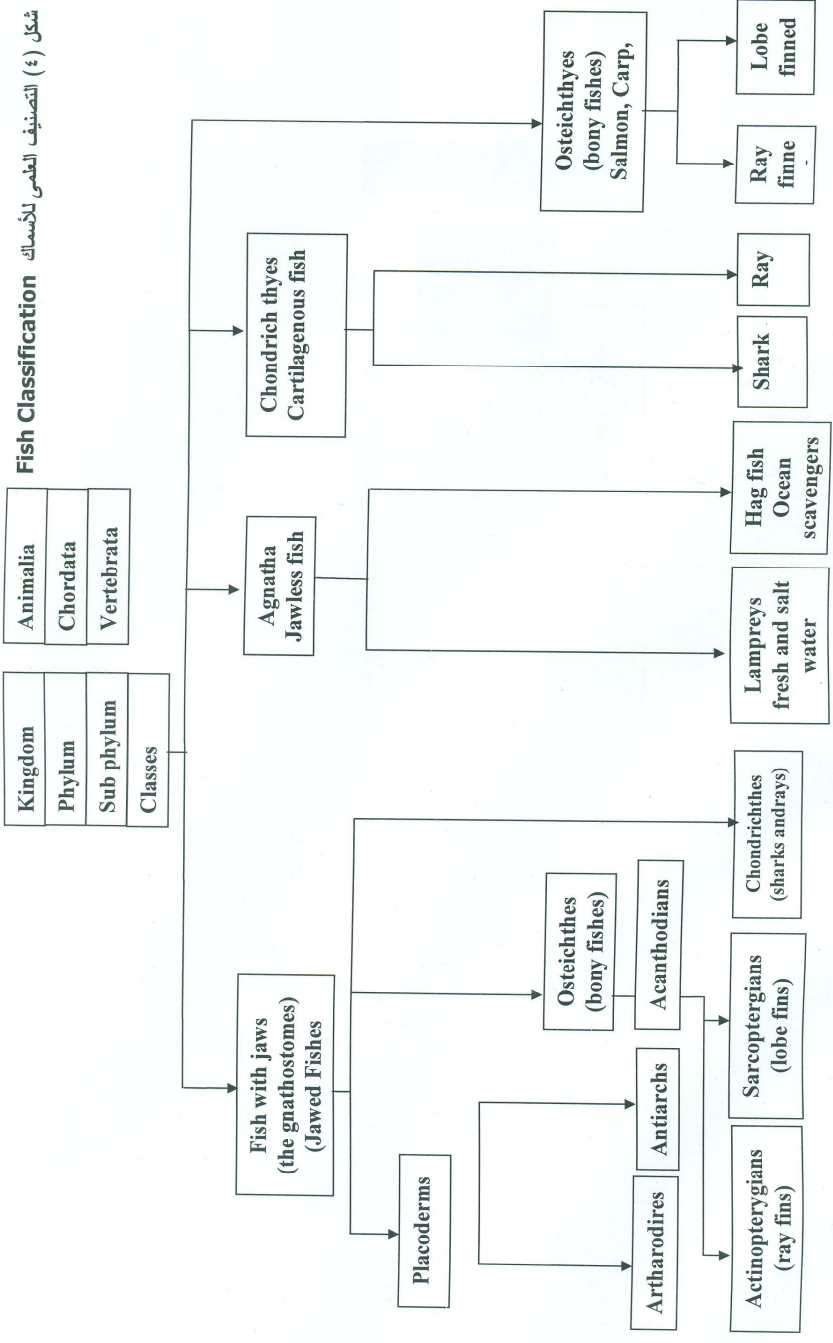 شكل (٤) التصنيف العلمى للأسماك Fish Classification
Kingdom
Animalia
Phylum
Chordata
Sub phylum
Vertebrata
Classes
Fish with jaws
(the gnathostomes)
(Jawed Fishes
Agnatha
Jawless fish
Chondrich thyes
Cartilagenous fish
Osteichthyes
(bony fishes)
Salmon, Carp,
Placoderms
Osteichthes
(bony fishes)
Artharodires
Antiarchs
Acanthodians
Actinopterygians
(ray fins)
Sarcoptergians
(lobe fins)
Chondrichthes
(sharks andrays)
Lampreys
fresh and salt
water
Hag fish
Ocean
scavengers
Shark
Ray
Ray
finne
Lobe
finned